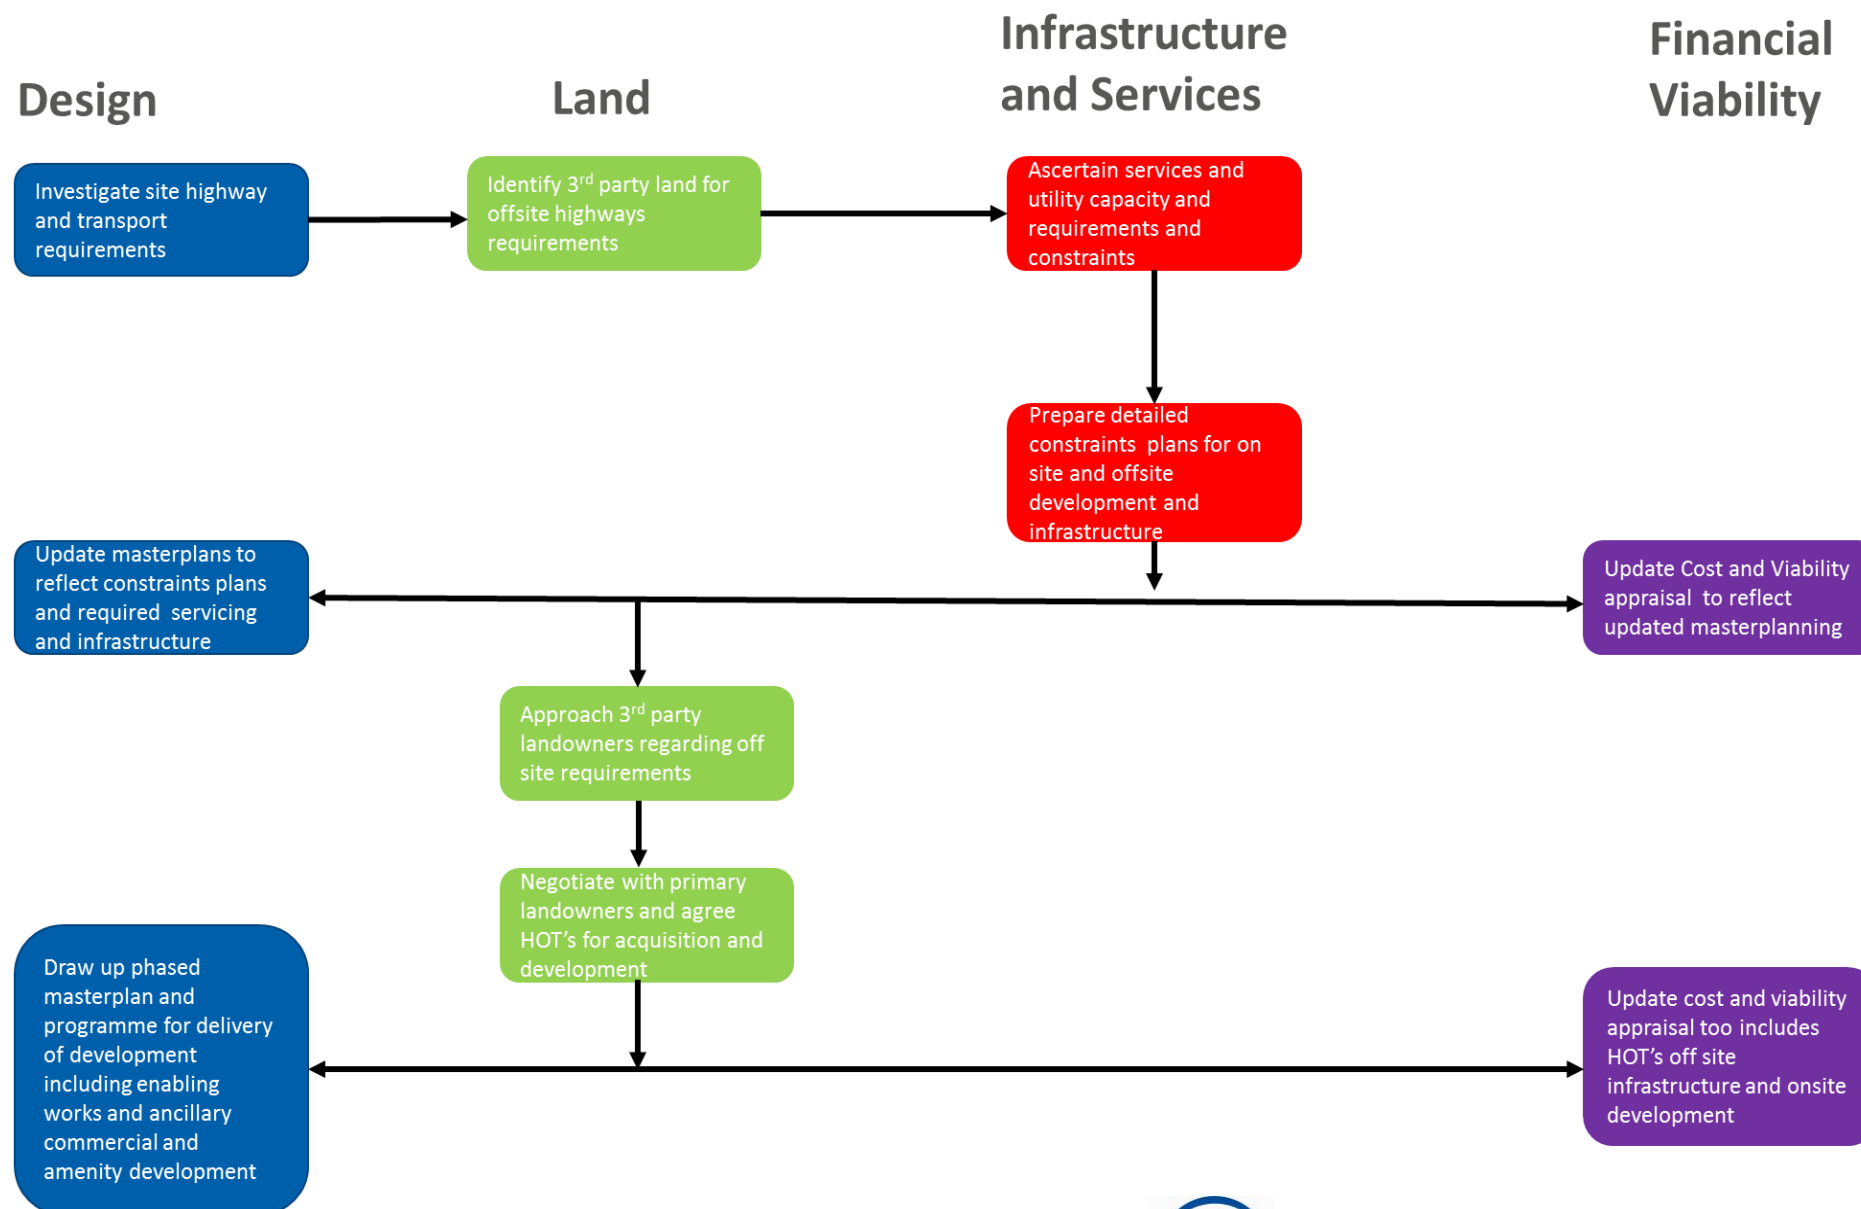 Design
Land
Infrastructure
and Services
Financial
Viability
Investigate site highway
and transport
requirements
Identify 3rd party land for
offsite highways
requirements
Ascertain services and
utility capacity and
requirements and
constraints
Prepare detailed
constraints plans for on
site and offsite
development and
infrastructure
Update masterplans to
reflect constraints plans
and required servicing
and infrastructure
Update Cost and Viability
appraisal to reflect
updated masterplanning
Approach 3rd party
landowners regarding off
site requirements
Negotiate with primary
landowners and agree
HOT’s for acquisition and
development
Draw up phased
masterplan and
programme for delivery
of development
including enabling
works and ancillary
commercial and
amenity development
Update cost and viability
appraisal too includes
HOT’s off site
infrastructure and onsite
development